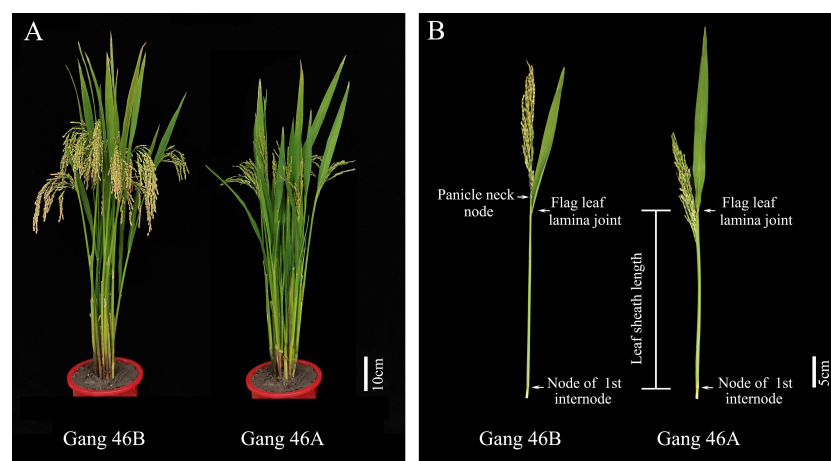 A
10cm
Gang 46B
Gang 46A
B
Panicle neck
node
Flag leaf
lamina joint
Flag leaf
lamina joint
Leaf sheath length
Node of 1st
internode
Node of 1st
internode
5cm
Gang 46B
Gang 46A